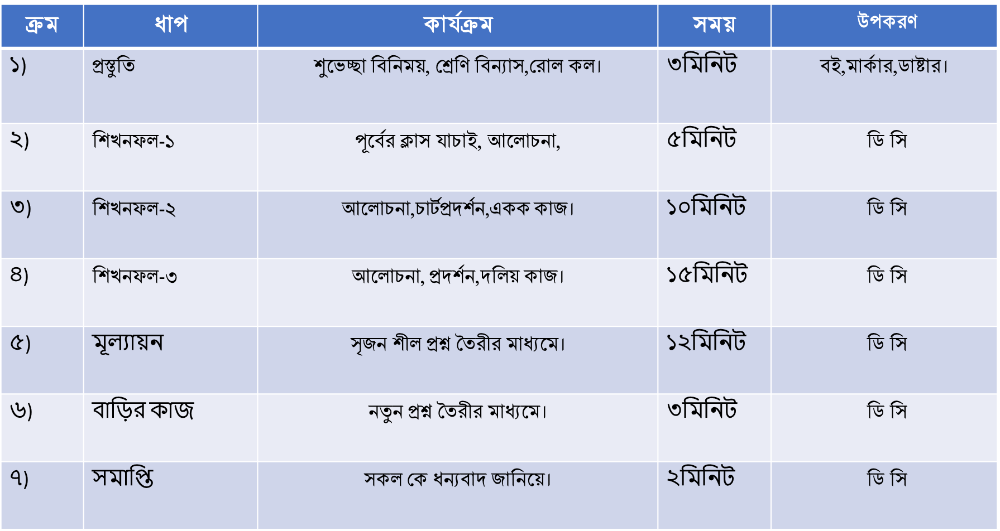 ক্রম ধাপ কার্যক্রম সময় উপকরণ
১) প্রস্তুতি শুভেচ্ছা বিনিময়, শ্রেণি বিন্যাস,রোল কল। ৩মিনিট বই,মার্কার,ডাষ্টার।
২) শিখনফল-১ পূর্বের ক্লাস যাচাই, আলোচনা, ৫মিনিট ডি সি
৩) শিখনফল-২ আলোচনা,চার্টপ্রদর্শন,একক কাজ। ১০মিনিট ডি সি
৪) শিখনফল-৩ আলোচনা, প্রদর্শন,দলিয় কাজ। ১৫মিনিট ডি সি
৫) মূল্যায়ন সৃজন শীল প্রশ্ন তৈরীর মাধ্যমে। ১২মিনিট ডি সি
৬) বাড়ির কাজ নতুন প্রশ্ন তৈরীর মাধ্যমে। ৩মিনিট ডি সি
৭) সমাপ্তি সকল কে ধন্যবাদ জানিয়ে। ২মিনিট ডি সি